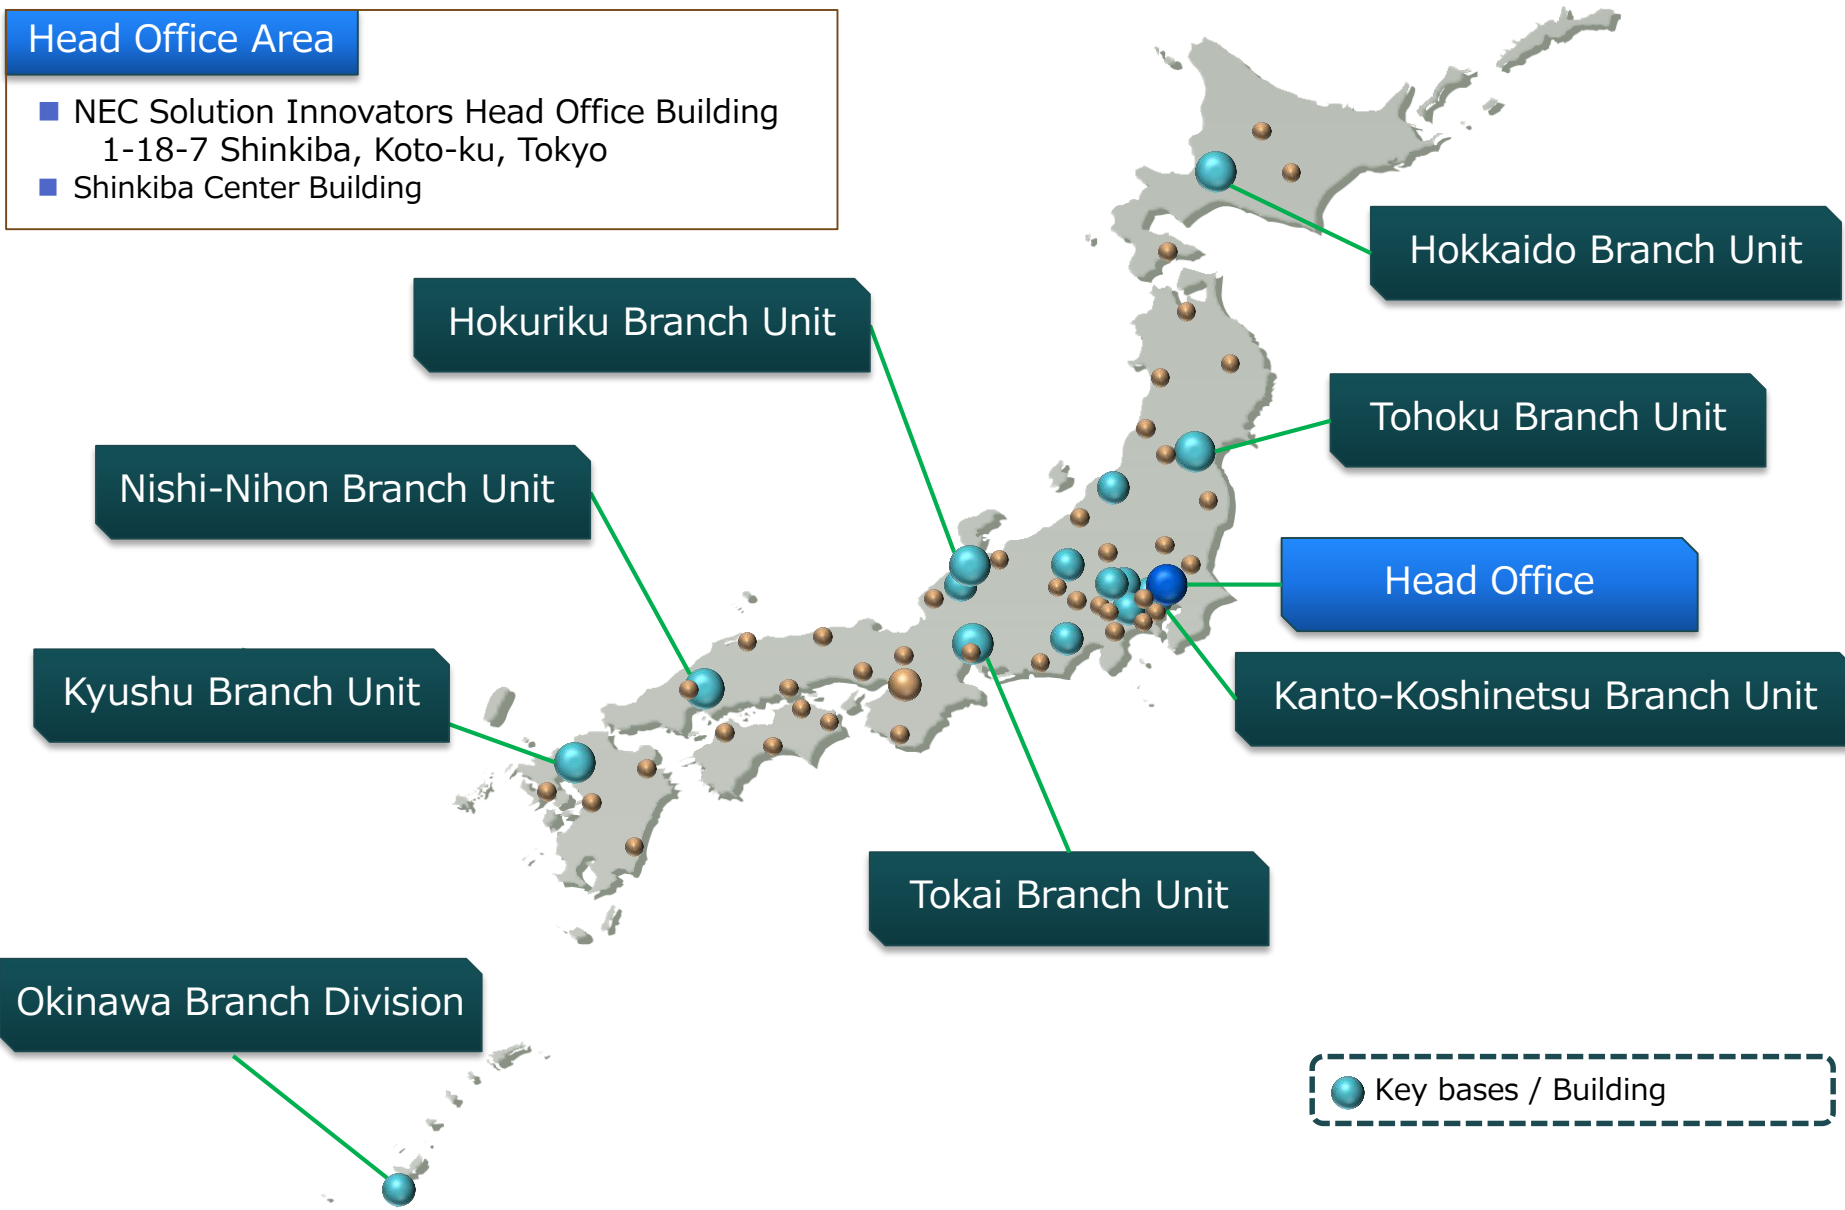 Head Office Area
NEC Solution Innovators Head Office Building
1-18-7 Shinkiba, Koto-ku, Tokyo
Shinkiba Center Building
Hokkaido Branch Unit
Hokuriku Branch Unit
Tohoku Branch Unit
Nishi-Nihon Branch Unit
Head Office
Kyushu Branch Unit
Kanto-Koshinetsu Branch Unit
Tokai Branch Unit
Okinawa Branch Division
Key bases / Building